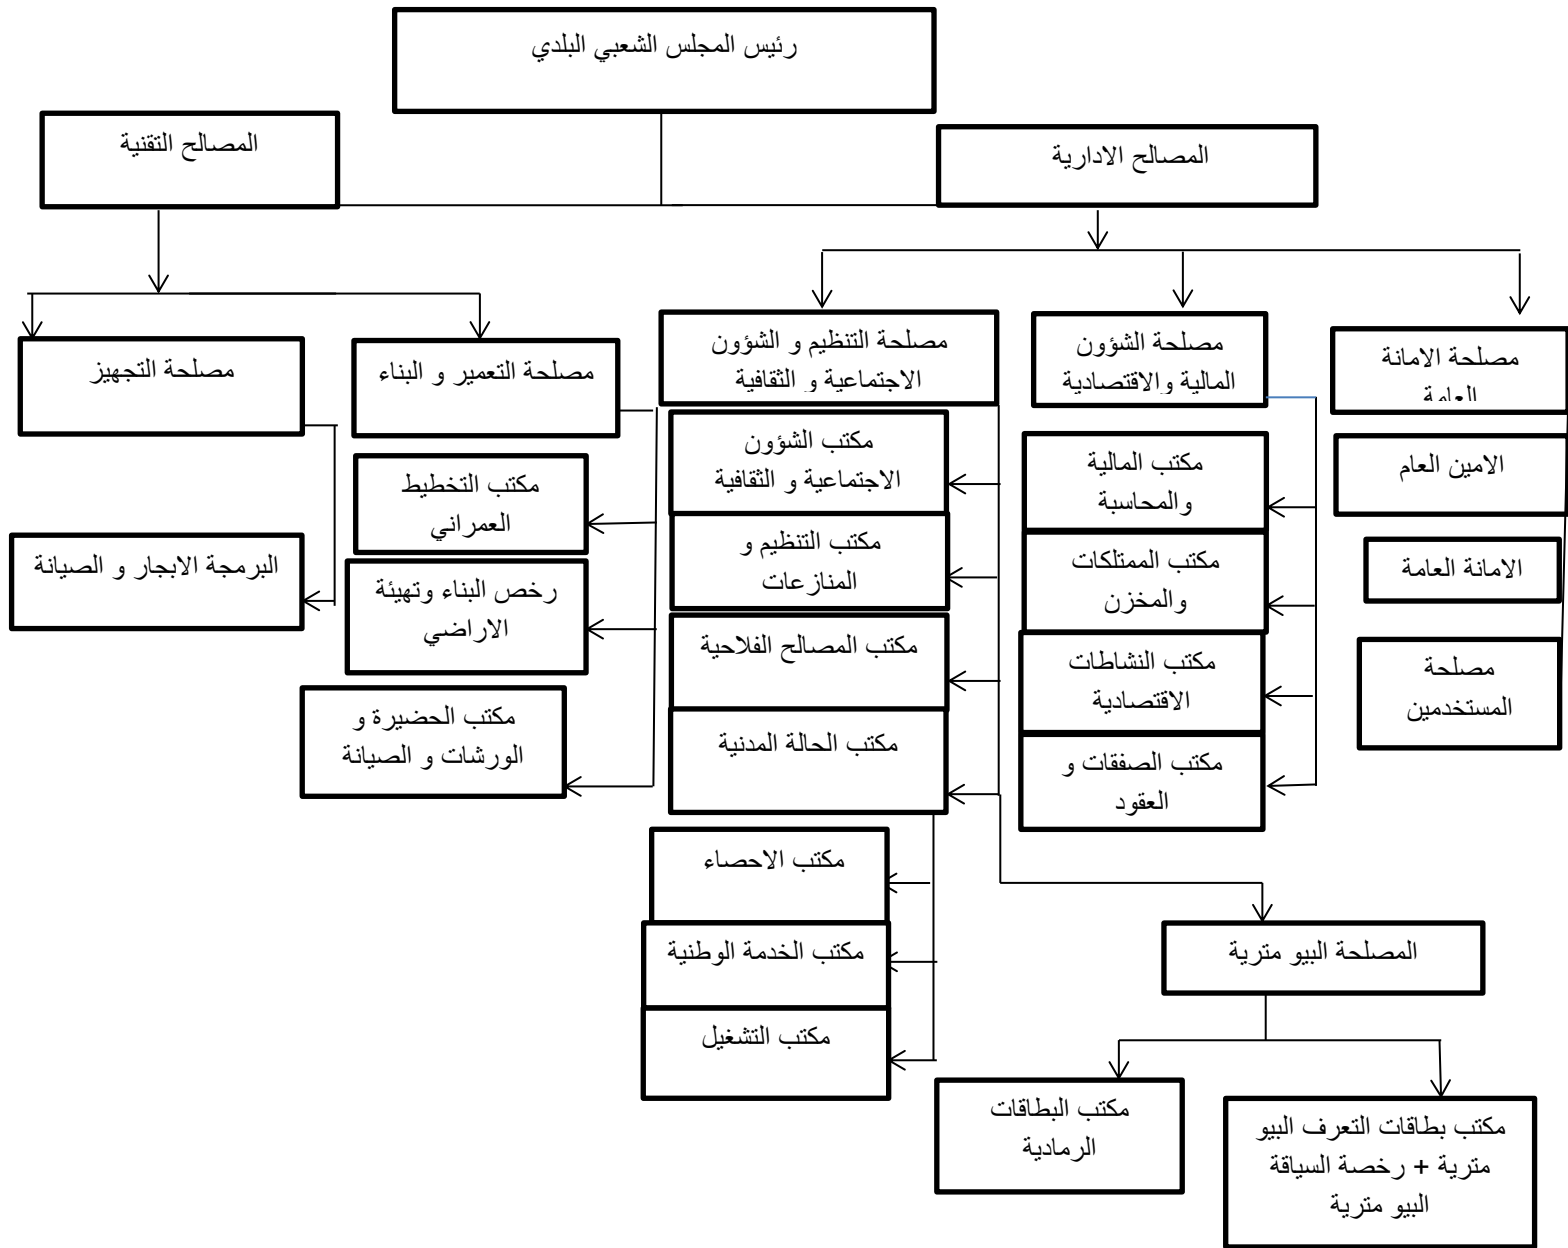 رئيس المجلس الشعبي البلدي
المصالح الادارية
المصالح التقنية
مصلحة الامانة
العامة
مصلحة الشؤون
المالية والاقتصادية
مصلحة التنظيم و الشؤون
الاجتماعية و الثقافية
مصلحة التعمير و البناء
مصلحة التجهيز
الامين العام
الامانة العامة
مصلحة
المستخدمين
مكتب المالية
والمحاسبة
مكتب الممتلكات
والمخزن
مكتب النشاطات
الاقتصادية
مكتب الصفقات و
العقود
مكتب الشؤون
الاجتماعية و الثقافية
مكتب التنظيم و
المنازعات
مكتب المصالح الفلاحية
مكتب الحالة المدنية
مكتب التخطيط
العمراني
رخص البناء وتهيئة
الاراضي
مكتب الحضيرة و
الورشات و الصيانة
البرمجة الابجار و الصيانة
مكتب الاحصاء
مكتب الخدمة الوطنية
مكتب التشغيل
المصلحة البيو مترية
مكتب بطاقات التعرف البيو
مترية + رخصة السياقة
البيو مترية
مكتب البطاقات
الرمادية